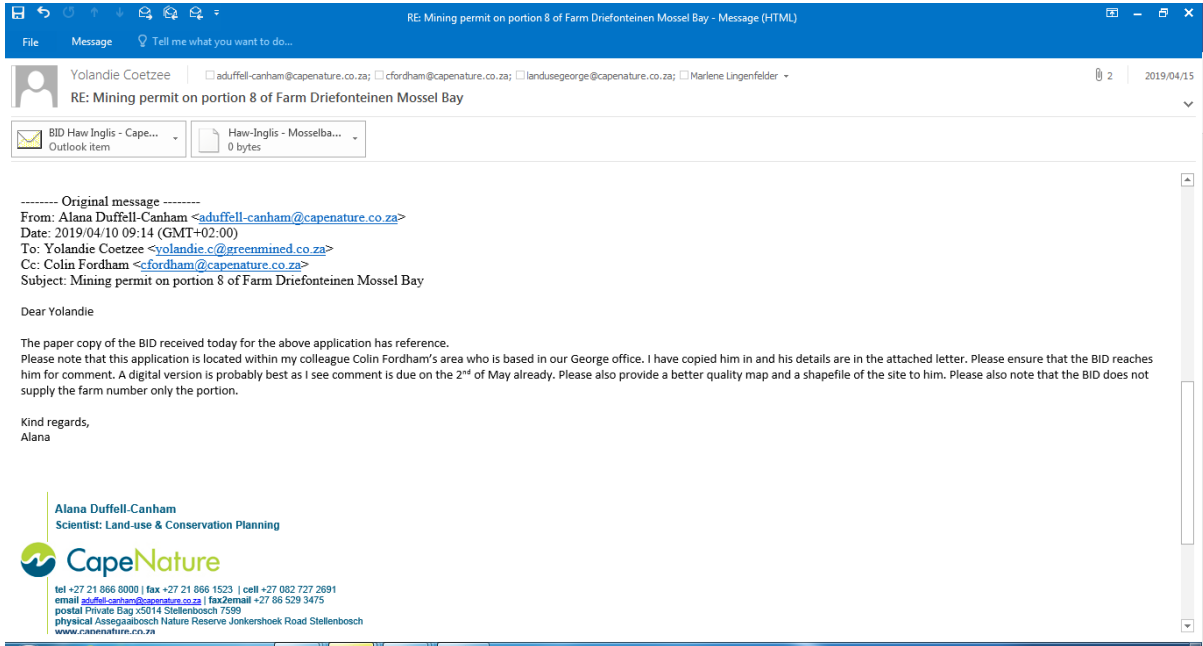 RE: Mining permit on portion 8 of Farm Driefonteinen Mossel Bay - Message (HTML)
File Message Tell me what you want to do...
Yolandie Coetzee aduffell-canham@capenature.co.za; cfordham@capenature.co.za; landusegeorge@capenature.co.za; Marlene Lingenfelder 2 2019/04/15
RE: Mining permit on portion 8 of Farm Driefonteinen Mossel Bay
BID Haw Inglis - Cape... Haw-Inglis - Mosselba...
Outlook item 0 bytes
-------- Original message --------
From: Alana Duffell-Canham <aduffell-canham@capenature.co.za>
Date: 2019/04/10 09:14 (GMT+02:00)
To: Yolandie Coetzee <yolandie.c@greenmined.co.za>
Cc: Colin Fordham <cfordham@capenature.co.za>
Subject: Mining permit on portion 8 of Farm Driefonteinen Mossel Bay
Dear Yolandie
The paper copy of the BID received today for the above application has reference.
Please note that this application is located within my colleague Colin Fordham's area who is based in our George office. I have copied him in and his details are in the attached letter. Please ensure that the BID reaches
him for comment. A digital version is probably best as I see comment is due on the 2nd of May already. Please also provide a better quality map and a shapefile of the site to him. Please also note that the BID does not
supply the farm number only the portion.
Kind regards,
Alana
Alana Duffell-Canham
Scientist: Land-use & Conservation Planning
CapeNature
tel +27 21 866 8000 | fax +27 21 866 1523 | cell +27 082 727 2691
email aduffell-canham@capenature.co.za | fax2email +27 86 529 3475
postal Private Bag x5014 Stellenbosch 7599
physical Assegaaibosch Nature Reserve Jonkershoek Road Stellenbosch
www.capenature.co.za